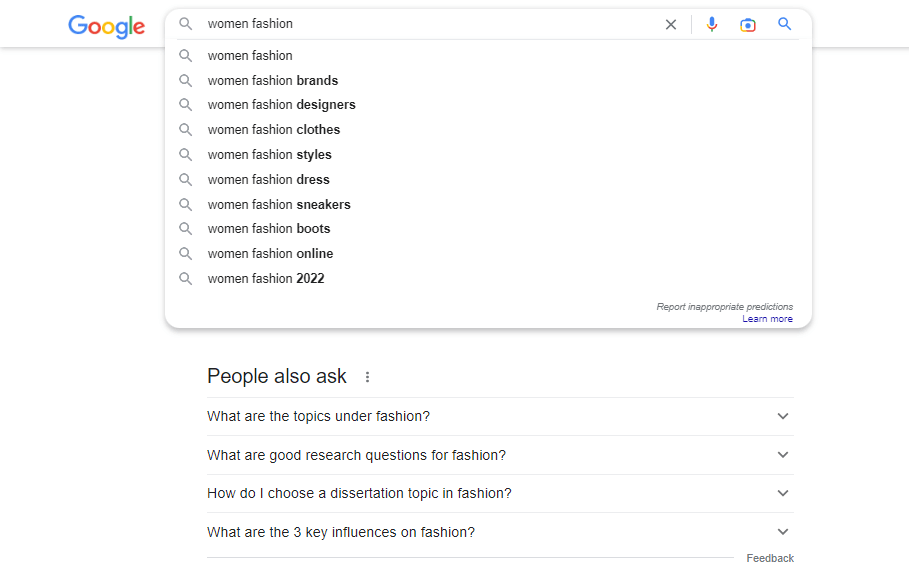 Google
women fashion
women fashion
women fashion brands
women fashion designers
women fashion clothes
women fashion styles
women fashion dress
women fashion sneakers
women fashion boots
women fashion online
women fashion 2022
Report inappropriate predictions
Learn more
People also ask
What are the topics under fashion?
What are good research questions for fashion?
How do I choose a dissertation topic in fashion?
What are the 3 key influences on fashion?
Feedback